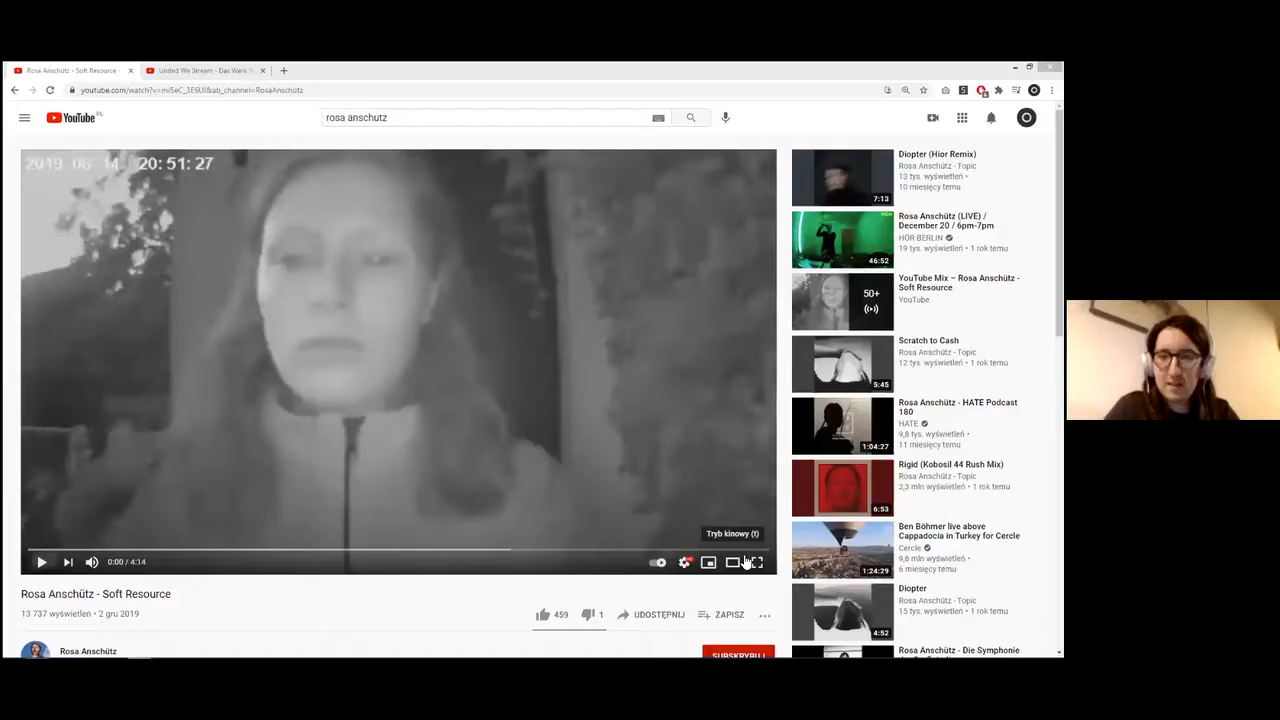 Rosa Anschütz - Soft Resource -
United We Stream - Das Werk
youtube.com/watch?v=mi5eC_3E6UI&ab_channel=RosaAnschütz
YouTube PL
rosa anschutz
2019 06 14 20:51:27
Tryb kinowy (t)
0:00 / 4:14
Rosa Anschütz - Soft Resource
13 737 wyświetleń • 2 gru 2019
459
1
UDOSTĘPNIJ
ZAPISZ
Rosa Anschütz
SUBSKRYBUJ
Diopter (Hior Remix)
Rosa Anschütz - Topic
13 tys. wyświetleń •
10 miesięcy temu
7:13
Rosa Anschütz (LIVE) /
December 20 / 6pm-7pm
HÖR BERLIN
19 tys. wyświetleń • 1 rok temu
46:52
YouTube Mix – Rosa Anschütz -
Soft Resource
YouTube
50+
Scratch to Cash
Rosa Anschütz - Topic
12 tys. wyświetleń • 1 rok temu
5:45
Rosa Anschütz - HATE Podcast
180
HATE
9,8 tys. wyświetleń •
11 miesięcy temu
1:04:27
Rigid (Kobosil 44 Rush Mix)
Rosa Anschütz - Topic
2,3 mln wyświetleń • 1 rok temu
6:53
Ben Böhmer live above
Cappadocia in Turkey for Cercle
Cercle
9,8 mln wyświetleń •
6 miesięcy temu
1:24:29
Diopter
Rosa Anschütz - Topic
15 tys. wyświetleń • 1 rok temu
4:52
Rosa Anschütz - Die Symphonie